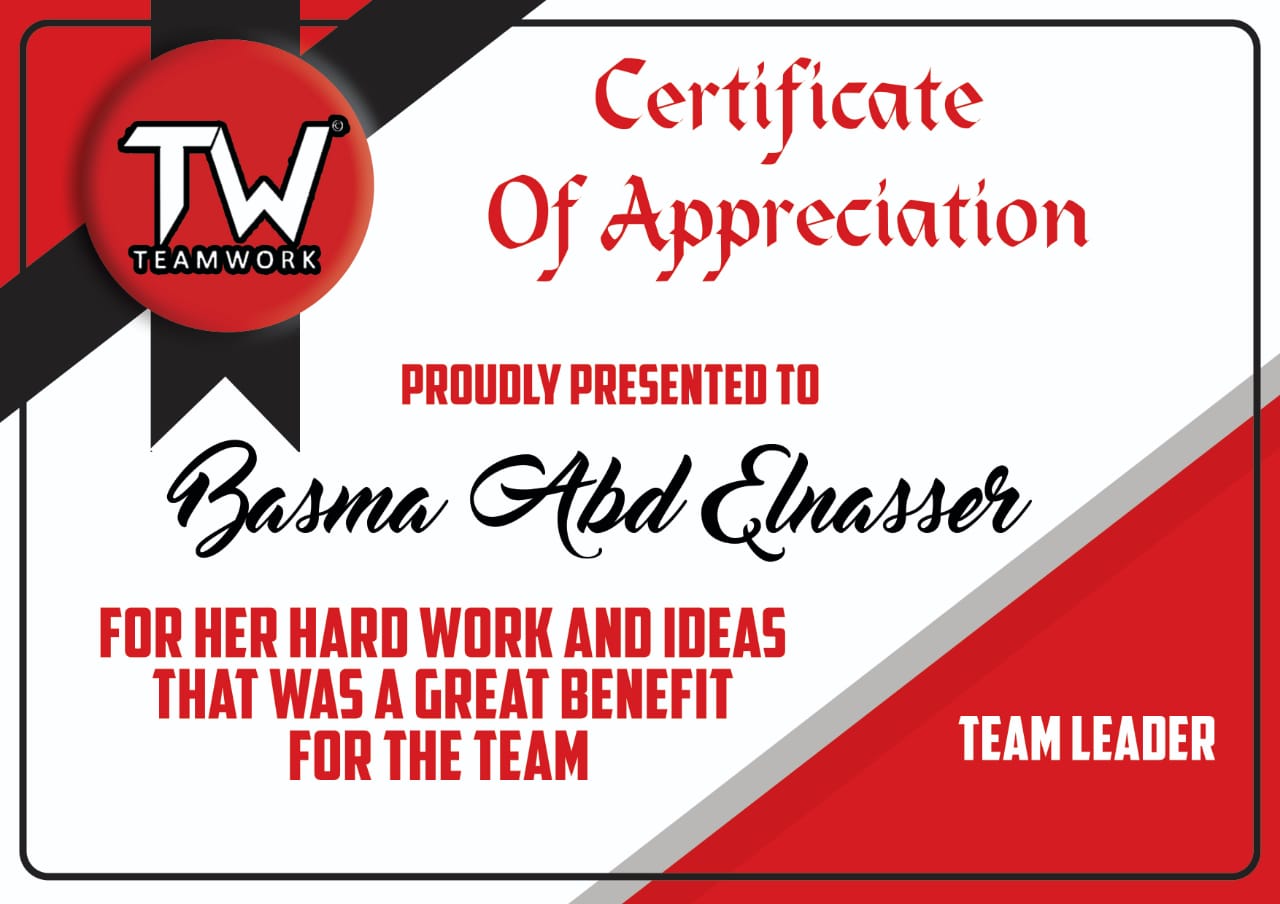 TW©
TEAMWORK
Certificate
Of Appreciation
PROUDLY PRESENTED TO
Basma Abd Elnasser
FOR HER HARD WORK AND IDEAS
THAT WAS A GREAT BENEFIT
FOR THE TEAM
TEAM LEADER